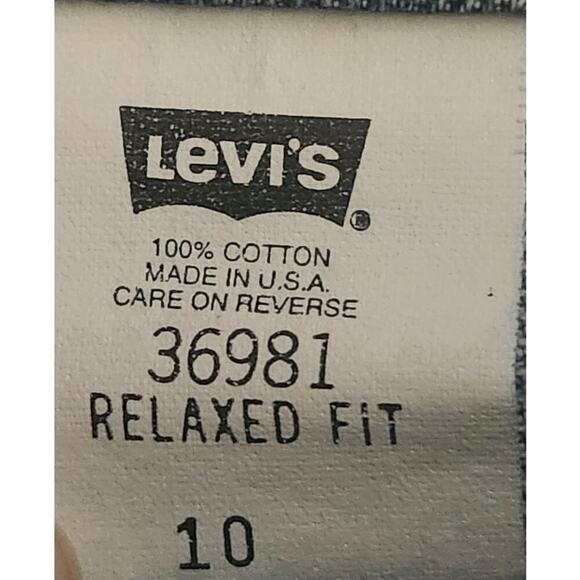 Levi's ®
100% COTTON
MADE IN U.S.A.
CARE ON REVERSE
36981
RELAXED FiT
10